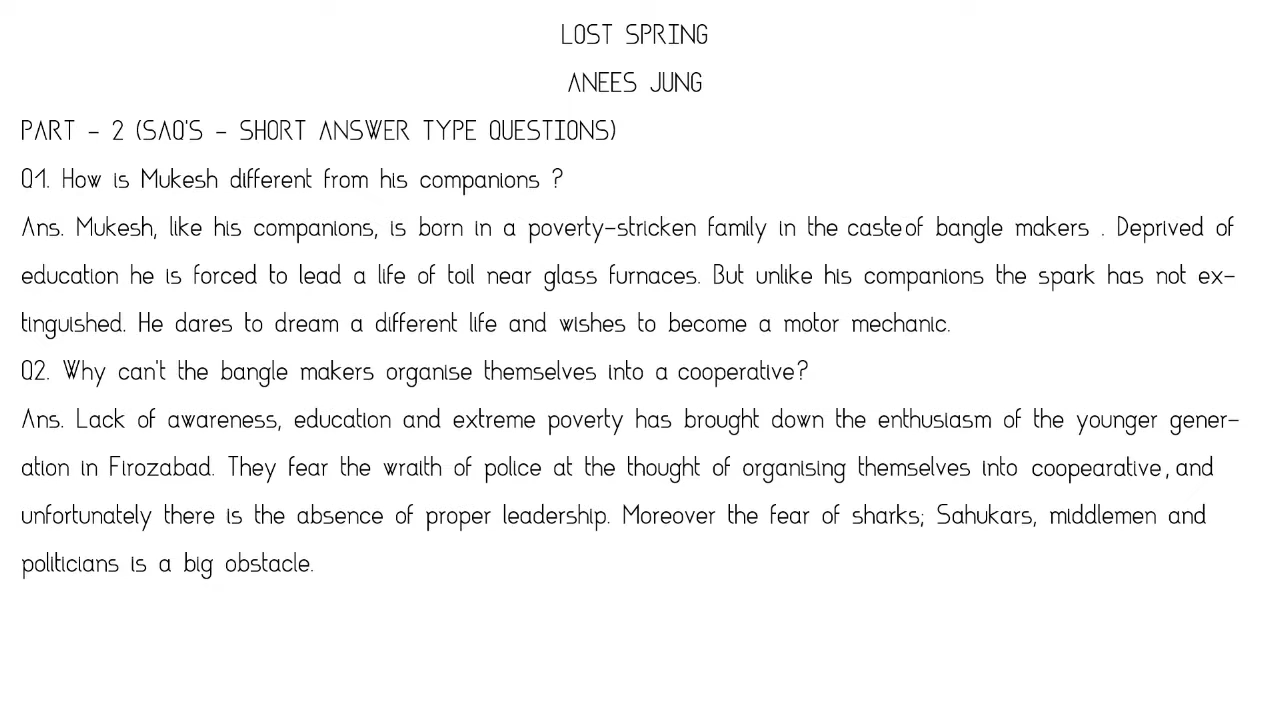 LOST SPRING
ANEES JUNG
PART - 2 (SAQ'S - SHORT ANSWER TYPE QUESTIONS)
Q1. How is Mukesh different from his companions ?
Ans. Mukesh, like his companions, is born in a poverty-stricken family in the caste of bangle makers . Deprived of
education he is forced to lead a life of toil near glass furnaces. But unlike his companions the spark has not ex-
tinguished. He dares to dream a different life and wishes to become a motor mechanic.
Q2. Why can't the bangle makers organise themselves into a cooperative?
Ans. Lack of awareness, education and extreme poverty has brought down the enthusiasm of the younger gener-
ation in Firozabad. They fear the wraith of police at the thought of organising themselves into coopearative, and
unfortunately there is the absence of proper leadership. Moreover the fear of sharks; Sahukars, middlemen and
politicians is a big obstacle.